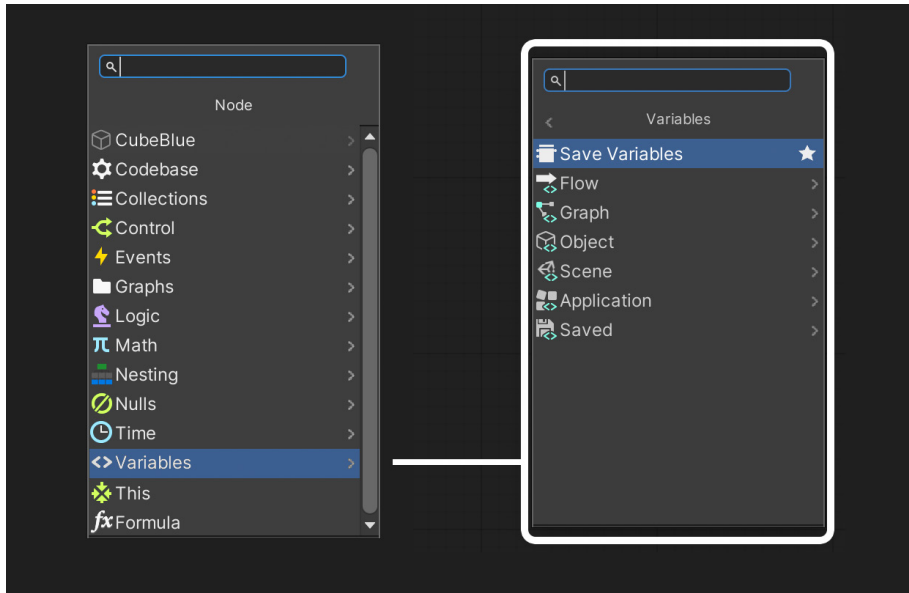 Node
CubeBlue
Codebase
Collections
Control
Events
Graphs
Logic
Math
Nesting
Nulls
Time
Variables
This
fx Formula
Variables
Save Variables
Flow
Graph
Object
Scene
Application
Saved